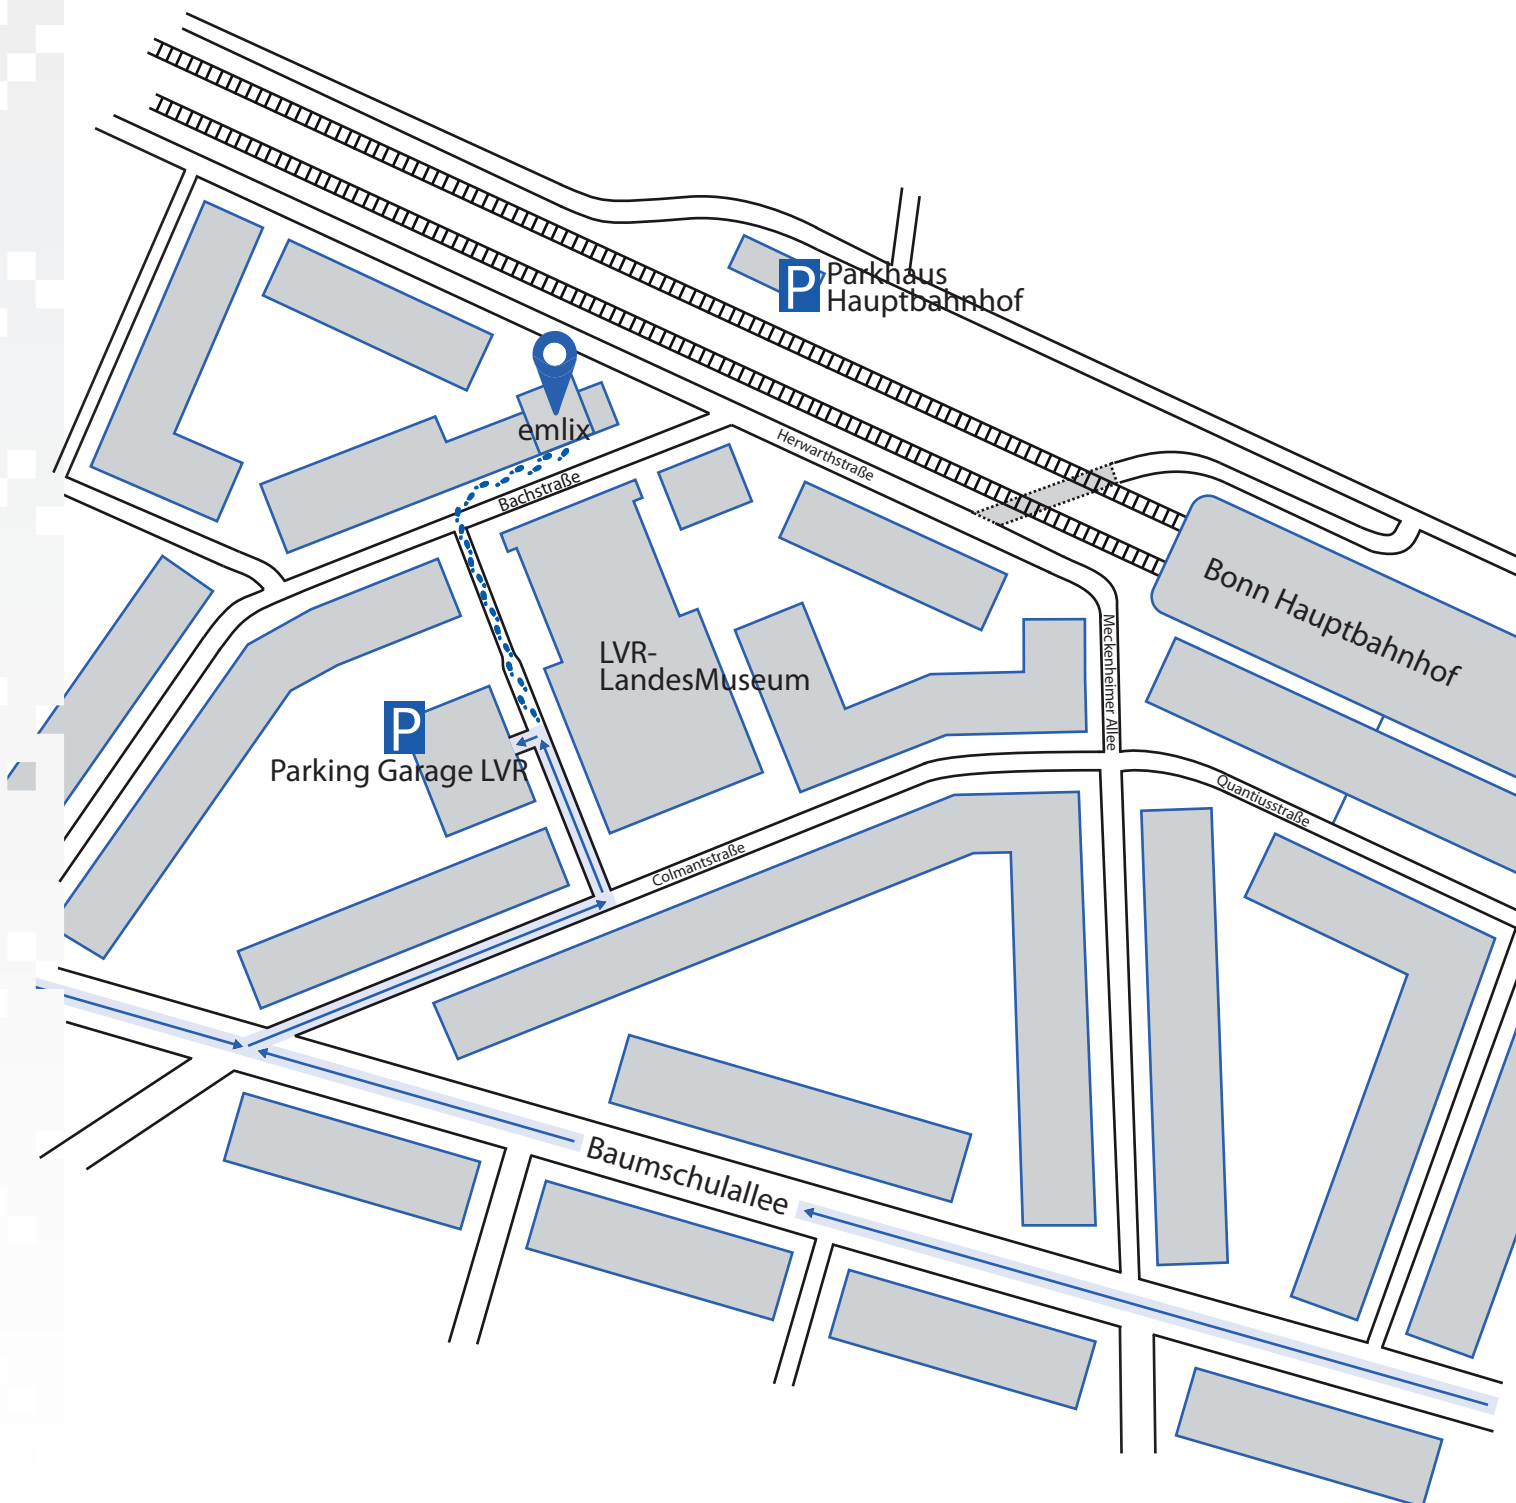 P Parkhaus
Hauptbahnhof
emlix
Herwarthstraße
Bachstraße
Bonn Hauptbahnhof
LVR-
LandesMuseum
Meckenheimer Allee
P
Parking Garage LVR
Quantiusstraße
Colmantstraße
Baumschulallee